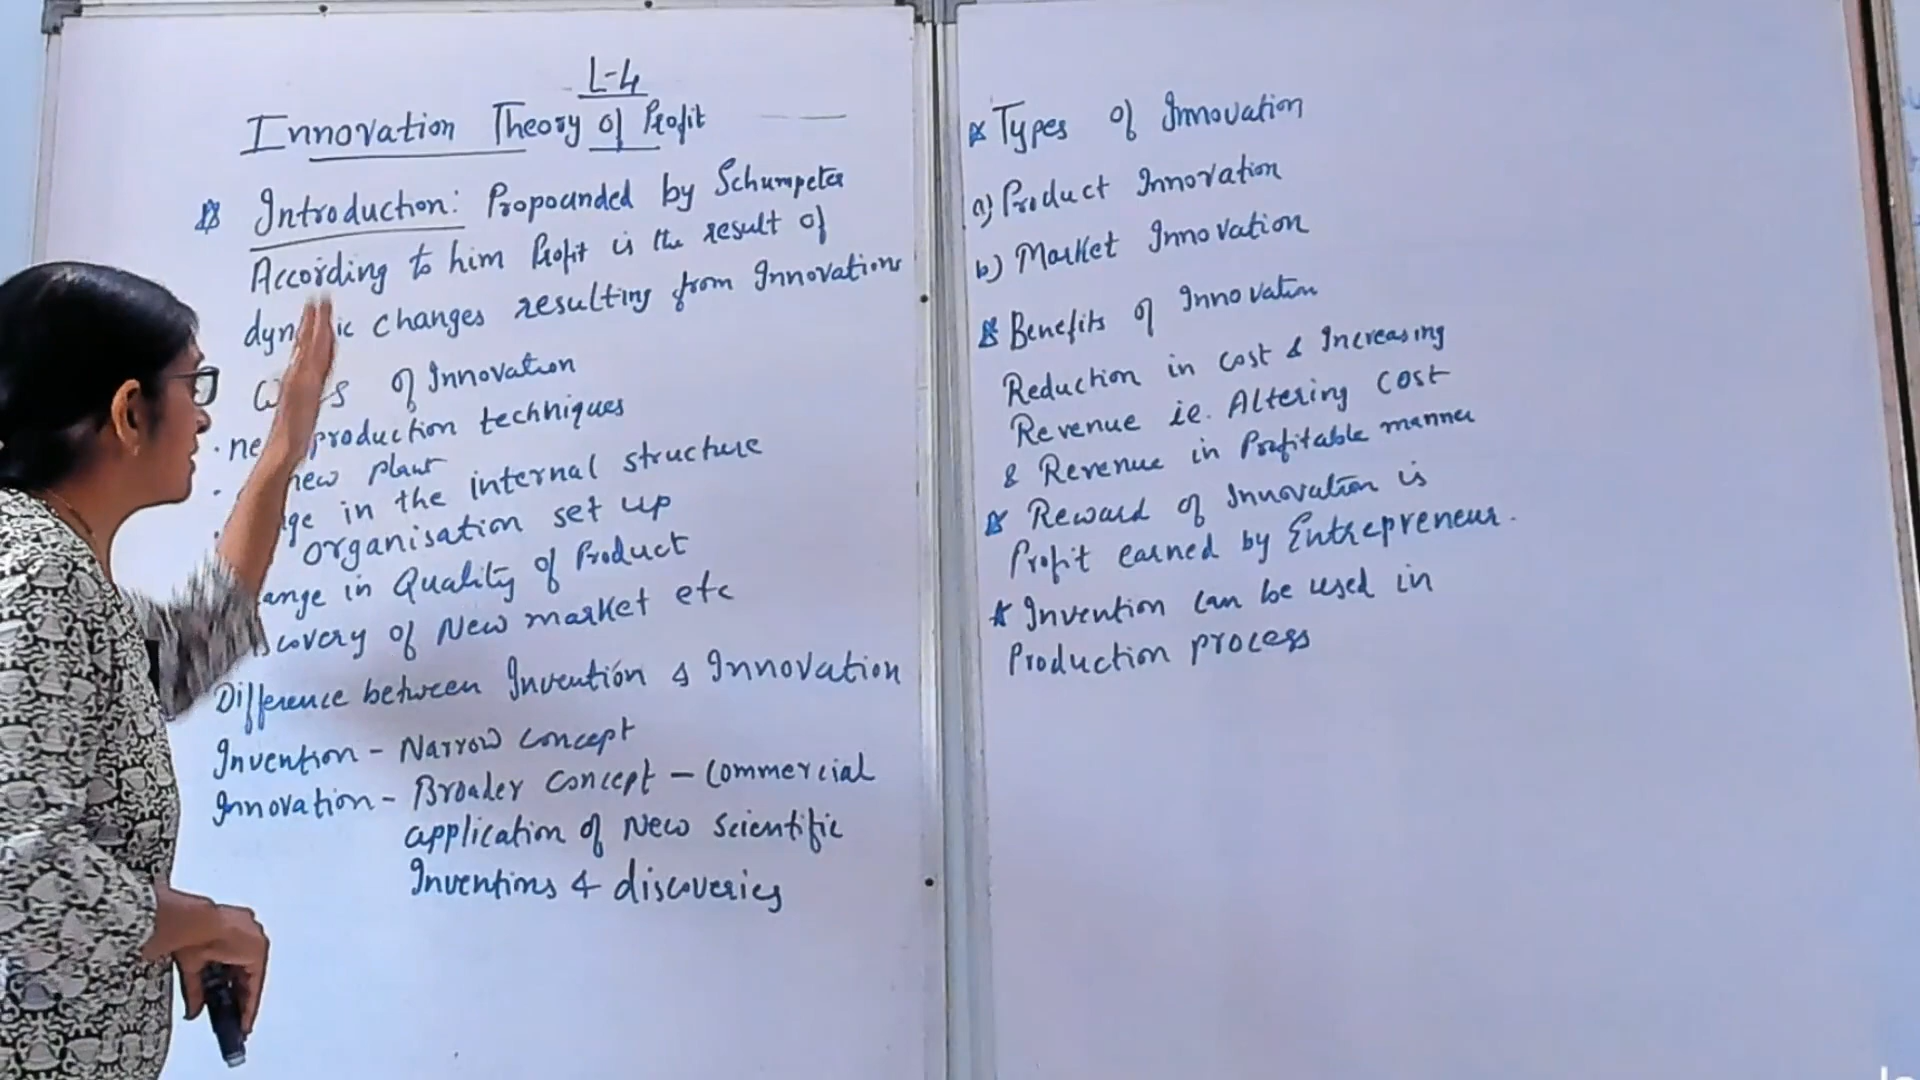 L-4
Innovation Theory of Profit
Introduction: Propounded by Schumpeter
According to him Profit is the result of
dyn ic changes resulting from Innovations
of Innovation
production techniques
new plant
in the internal structure
organisation set up
ange in Quality of Product
covery of New market etc
Difference between Invention & Innovation
Invention - Narrow concept
Innovation - Broader concept - Commercial
application of New scientific
Inventions & discoveries
Types of Innovation
a) Product Innovation
b) Market Innovation
Benefits of Innovation
Reduction in cost & Increasing
Revenue ie. Altering cost
& Revenue in Profitable manner
Reward of Innovation is
Profit earned by Entrepreneur.
Invention can be used in
Production process